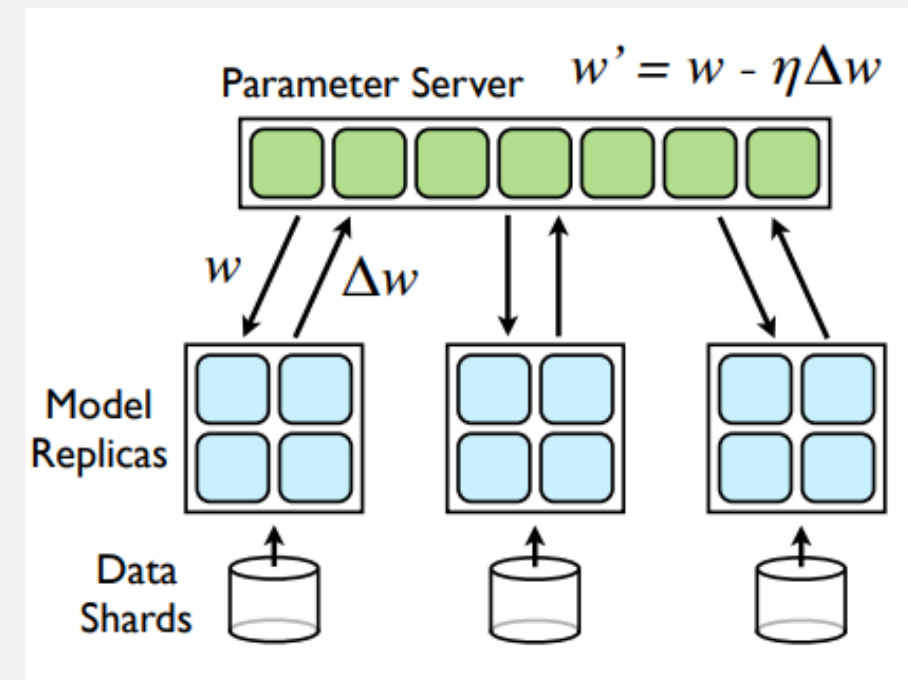 Parameter Server
w’ = w - ηΔw
w
Δw
Model
Replicas
Data
Shards